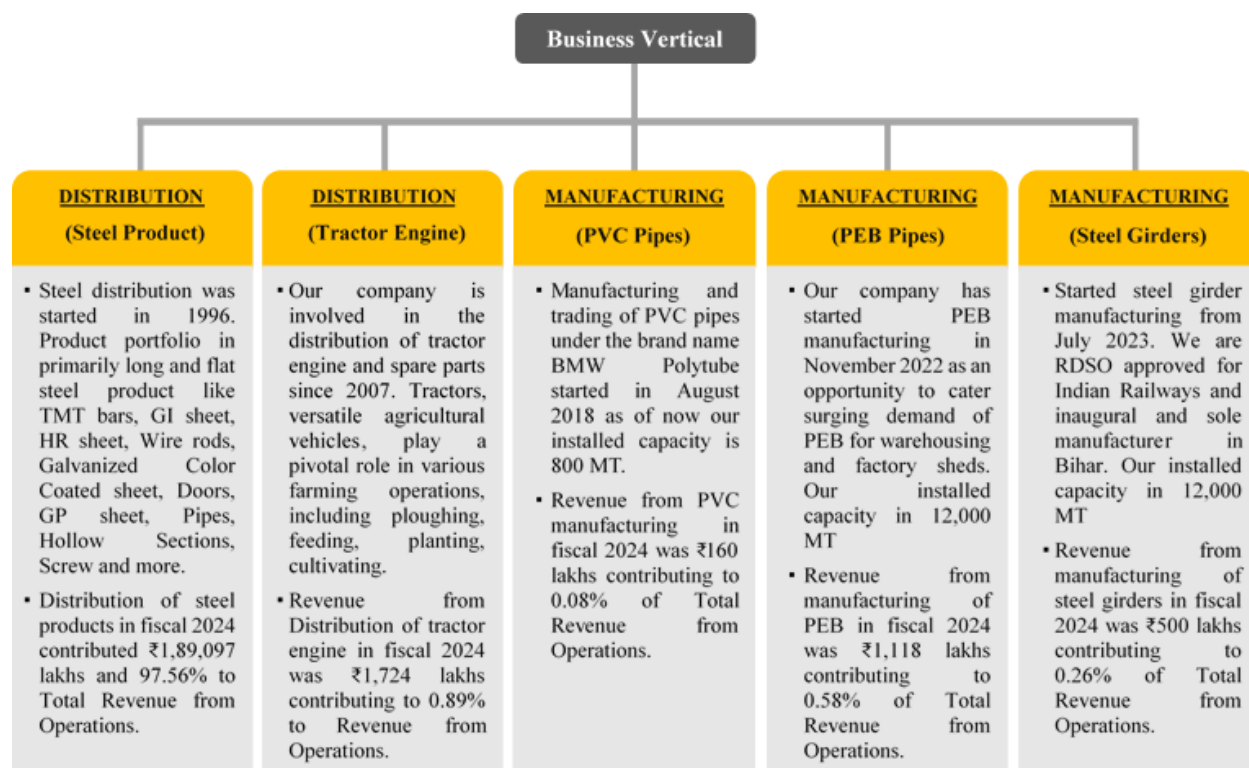 Business Vertical
DISTRIBUTION
(Steel Product)
▪ Steel distribution was
started in 1996.
Product portfolio in
primarily long and flat
steel product like
TMT bars, GI sheet,
HR sheet, Wire rods,
Galvanized Color
Coated sheet, Doors,
GP sheet, Pipes,
Hollow Sections,
Screw and more.
▪ Distribution of steel
products in fiscal 2024
contributed ₹1,89,097
lakhs and 97.56% to
Total Revenue from
Operations.
DISTRIBUTION
(Tractor Engine)
▪ Our company is
involved in the
distribution of tractor
engine and spare parts
since 2007. Tractors,
versatile agricultural
vehicles, play a
pivotal role in various
farming operations,
including ploughing,
feeding, planting,
cultivating.
▪ Revenue from
Distribution of tractor
engine in fiscal 2024
was ₹1,724 lakhs
contributing to 0.89%
to Revenue from
Operations.
MANUFACTURING
(PVC Pipes)
▪ Manufacturing and
trading of PVC pipes
under the brand name
BMW Polytube
started in August
2018 as of now our
installed capacity is
800 MT.
▪ Revenue from PVC
manufacturing in
fiscal 2024 was ₹160
lakhs contributing to
0.08% of Total
Revenue from
Operations.
MANUFACTURING
(PEB Pipes)
▪ Our company has
started PEB
manufacturing in
November 2022 as an
opportunity to cater
surging demand of
PEB for warehousing
and factory sheds.
Our installed
capacity in 12,000
MT
▪ Revenue from
manufacturing of
PEB in fiscal 2024
was ₹1,118 lakhs
contributing to
0.58% of Total
Revenue from
Operations.
MANUFACTURING
(Steel Girders)
▪ Started steel girder
manufacturing from
July 2023. We are
RDSO approved for
Indian Railways and
inaugural and sole
manufacturer in
Bihar. Our installed
capacity in 12,000
MT
▪ Revenue from
manufacturing of
steel girders in fiscal
2024 was ₹500 lakhs
contributing to
0.26% of Total
Revenue from
Operations.